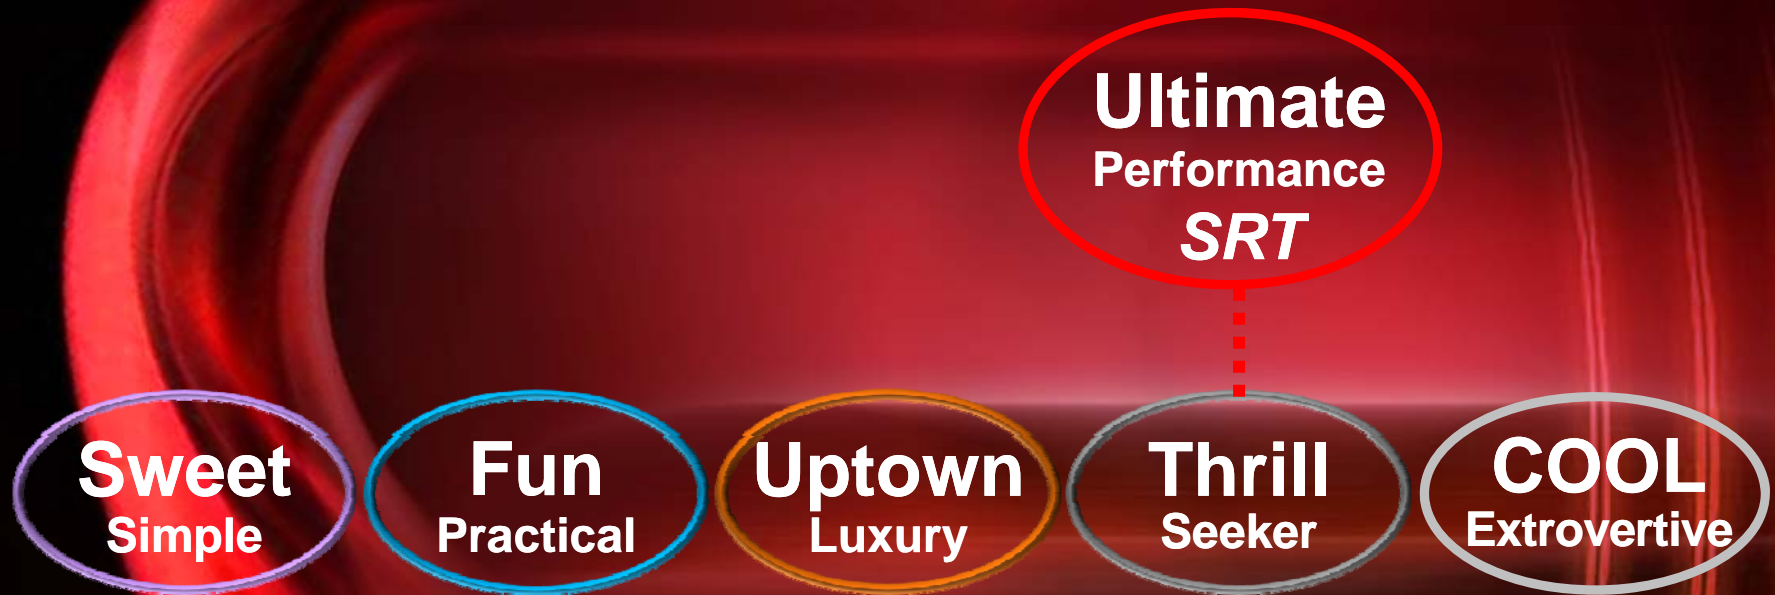 Ultimate
Performance
SRT
Sweet
Simple
Fun
Practical
Uptown
Luxury
Thrill
Seeker
COOL
Extrovertive